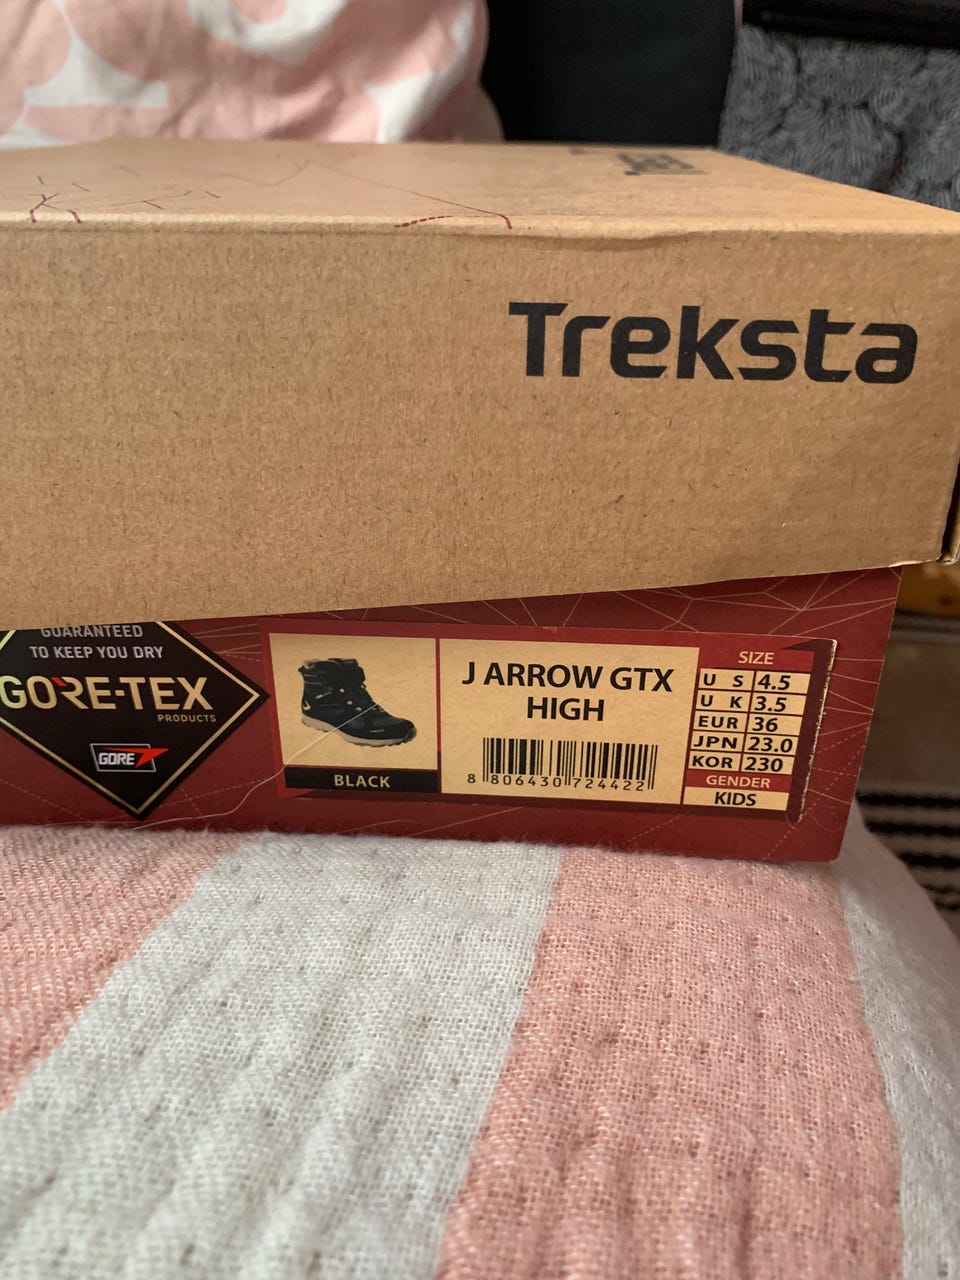 Treksta
Treksta
GUARANTEED
TO KEEP YOU DRY
GORE-TEX
PRODUCTS
GORE
BLACK
J ARROW GTX
HIGH
8 806430 724422
SIZE
U S 4.5
U K 3.5
EUR 36
JPN 23.0
KOR 230
GENDER
KIDS